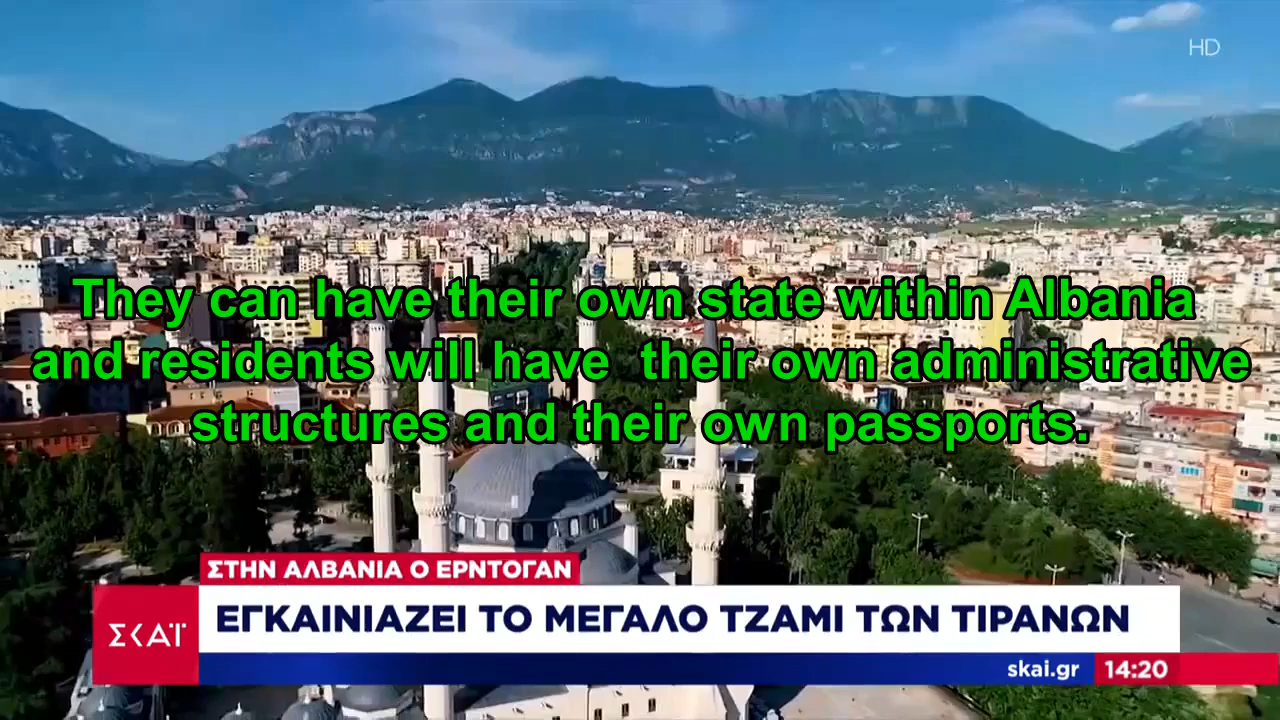 HD
They can have their own state within Albania
and residents will have  their own administrative
structures and their own passports.
ΣΤΗΝ ΑΛΒΑΝΙΑ Ο ΕΡΝΤΟΓΑΝ
ΣΚΑΪ
ΕΓΚΑΙΝΙΑΖΕΙ ΤΟ ΜΕΓΑΛΟ ΤΖΑΜΙ ΤΩΝ ΤΙΡΑΝΩΝ
skai.gr 14:20